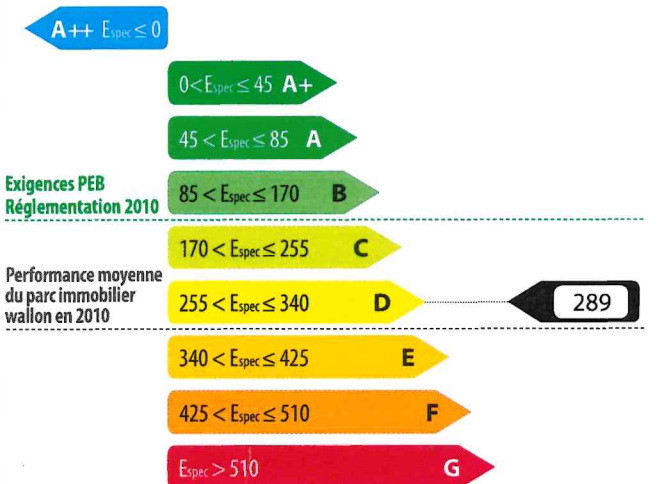 A++ Espec ≤ 0
0 < Espec ≤ 45 A+
45 < Espec ≤ 85 A
Exigences PEB
Réglementation 2010
85 < Espec ≤ 170 B
170 < Espec ≤ 255 C
Performance moyenne
du parc immobilier
wallon en 2010
255 < Espec ≤ 340 D
289
340 < Espec ≤ 425 E
425 < Espec ≤ 510 F
Espec > 510 G